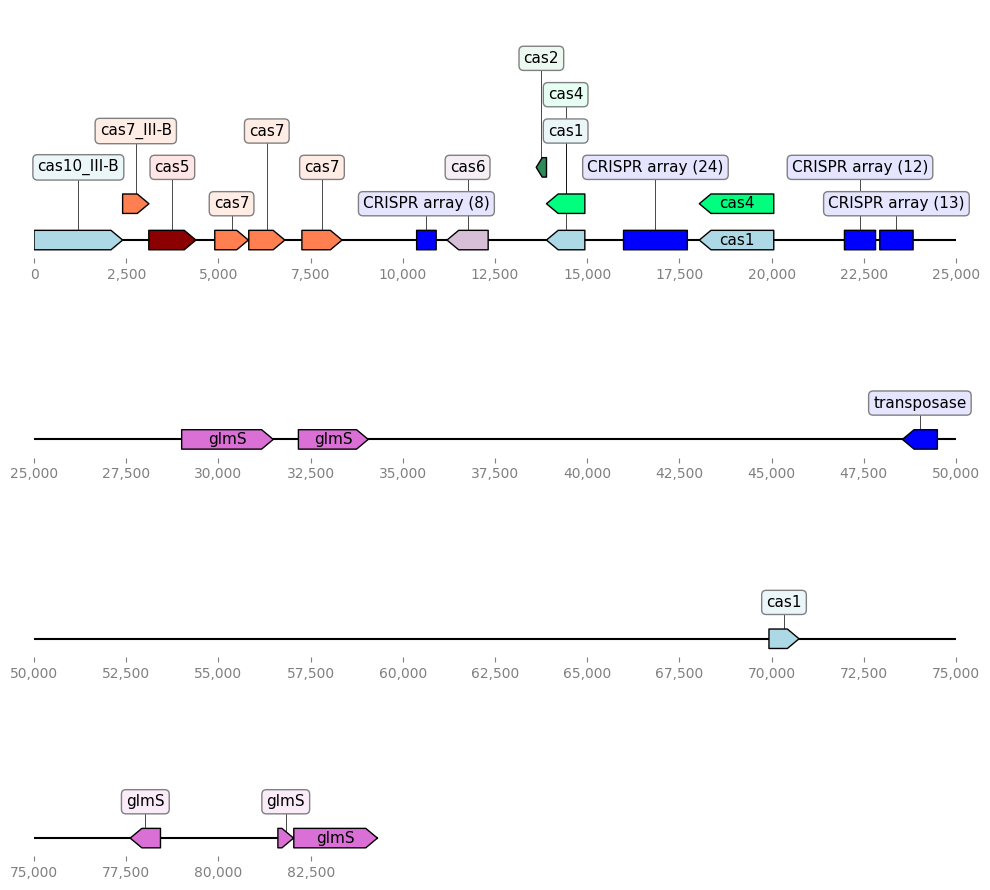 cas2
cas4
cas7_III-B cas7 cas1
cas10_III-B cas5 cas7 cas6 CRISPR array (24) CRISPR array (12)
cas7 CRISPR array (8) cas4 CRISPR array (13)
cas1
0 2,500 5,000 7,500 10,000 12,500 15,000 17,500 20,000 22,500 25,000
transposase
glmS glmS
25,000 27,500 30,000 32,500 35,000 37,500 40,000 42,500 45,000 47,500 50,000
cas1
50,000 52,500 55,000 57,500 60,000 62,500 65,000 67,500 70,000 72,500 75,000
glmS glmS
glmS
75,000 77,500 80,000 82,500